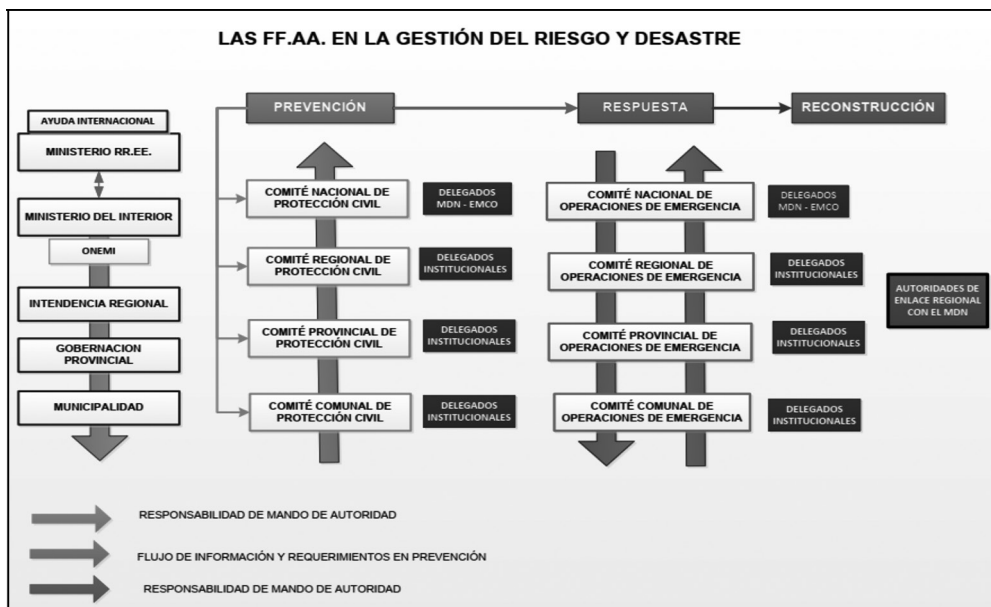 LAS FF.AA. EN LA GESTIÓN DEL RIESGO Y DESASTRE
PREVENCIÓN
RESPUESTA
RECONSTRUCCIÓN
AYUDA INTERNACIONAL
MINISTERIO RR.EE.
MINISTERIO DEL INTERIOR
ONEMI
INTENDENCIA REGIONAL
GOBERNACION
PROVINCIAL
MUNICIPALIDAD
COMITÉ NACIONAL DE
PROTECCIÓN CIVIL
DELEGADOS
MDN - EMCO
COMITÉ REGIONAL DE
PROTECCIÓN CIVIL
DELEGADOS
INSTITUCIONALES
COMITÉ PROVINCIAL DE
PROTECCIÓN CIVIL
DELEGADOS
INSTITUCIONALES
COMITÉ COMUNAL DE
PROTECCIÓN CIVIL
DELEGADOS
INSTITUCIONALES
COMITÉ NACIONAL DE
OPERACIONES DE EMERGENCIA
DELEGADOS
MDN - EMCO
COMITÉ REGIONAL DE
OPERACIONES DE EMERGENCIA
DELEGADOS
INSTITUCIONALES
COMITÉ PROVINCIAL DE
OPERACIONES DE EMERGENCIA
DELEGADOS
INSTITUCIONALES
COMITÉ COMUNAL DE
OPERACIONES DE EMERGENCIA
DELEGADOS
INSTITUCIONALES
AUTORIDADES DE
ENLACE REGIONAL
CON EL MDN
RESPONSABILIDAD DE MANDO DE AUTORIDAD
FLUJO DE INFORMACIÓN Y REQUERIMIENTOS EN PREVENCIÓN
RESPONSABILIDAD DE MANDO DE AUTORIDAD